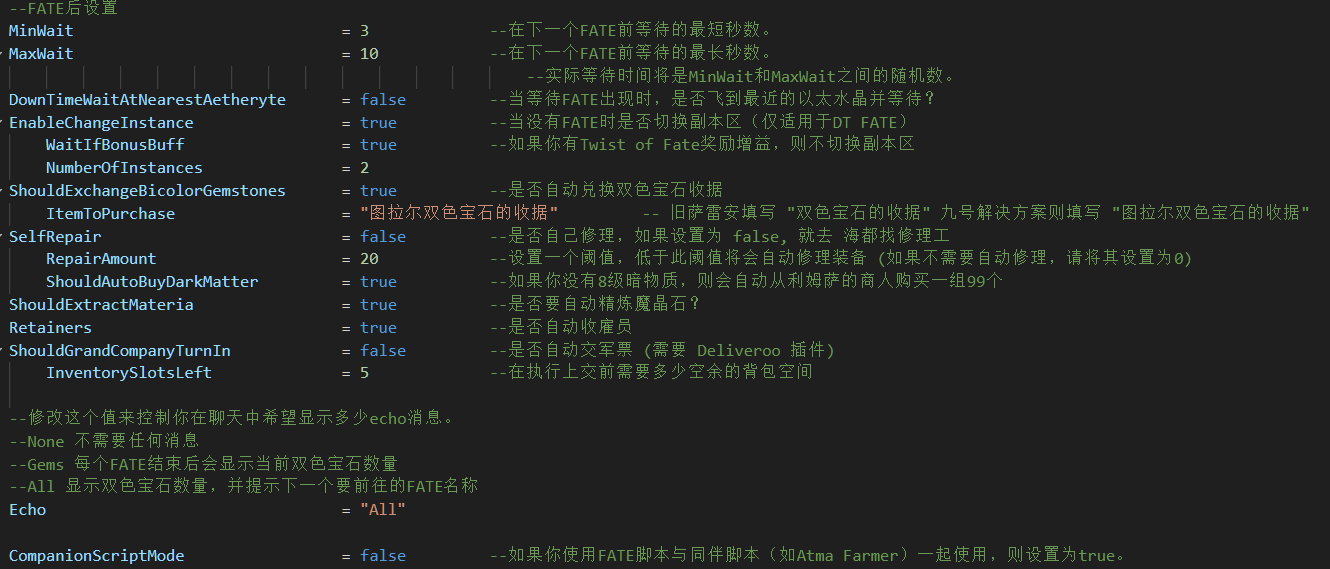 --FATE后设置
MinWait = 3 --在下一个FATE前等待的最短秒数。
MaxWait = 10 --在下一个FATE前等待的最长秒数。
--实际等待时间将是MinWait和MaxWait之间的随机数。
DownTimeWaitAtNearestAetheryte = false --当等待FATE出现时，是否飞到最近的以太水晶并等待？
EnableChangeInstance = true --当没有FATE时是否切换副本区（仅适用于DT FATE）
WaitIfBonusBuff = true --如果你有Twist of Fate奖励增益，则不切换副本区
NumberOfInstances = 2
ShouldExchangeBicolorGemstones = true --是否自动兑换双色宝石收据
ItemToPurchase = "图拉尔双色宝石的收据" -- 旧萨雷安填写 "双色宝石的收据" 九号解决方案则填写 "图拉尔双色宝石的收据"
SelfRepair = false --是否自己修理，如果设置为 false, 就去 海都找修理工
RepairAmount = 20 --设置一个阈值，低于此阈值将会自动修理装备 (如果不需要自动修理，请将其设置为0)
ShouldAutoBuyDarkMatter = true --如果你没有8级暗物质，则会自动从利姆萨的商人购买一组99个
ShouldExtractMateria = true --是否要自动精炼魔晶石？
Retainers = true --是否自动收雇员
ShouldGrandCompanyTurnIn = false --是否自动交军票 (需要 Deliveroo 插件)
InventorySlotsLeft = 5 --在执行上交前需要多少空余的背包空间
--修改这个值来控制你在聊天中希望显示多少echo消息。
--None 不需要任何消息
--Gems 每个FATE结束后会显示当前双色宝石数量
--All 显示双色宝石数量，并提示下一个要前往的FATE名称
Echo = "All"
CompanionScriptMode = false --如果你使用FATE脚本与同伴脚本（如Atma Farmer）一起使用，则设置为true。